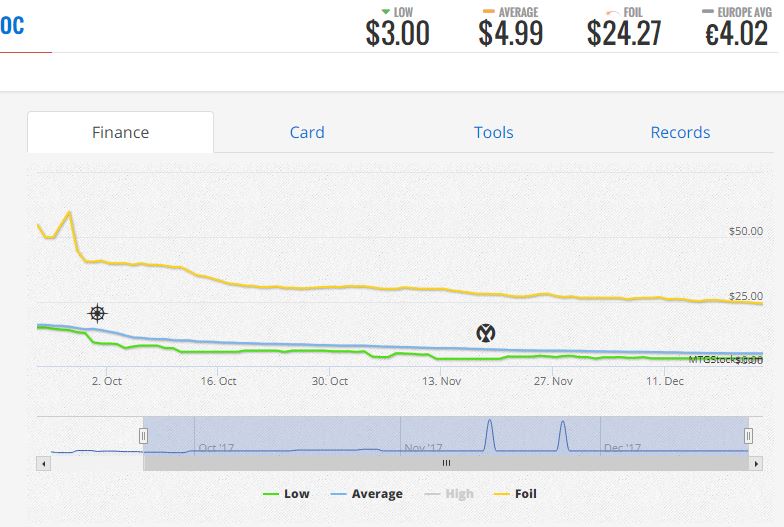 OC
LOW AVERAGE FOIL EUROPE AVG
$3.00 $4.99 $24.27 €4.02
Finance Card Tools Records
$50.00
$25.00
MTGStocks
$0.00
2. Oct 16. Oct 30. Oct 13. Nov 27. Nov 11. Dec
Oct '17 Nov '17 Dec '17
Low Average High Foil